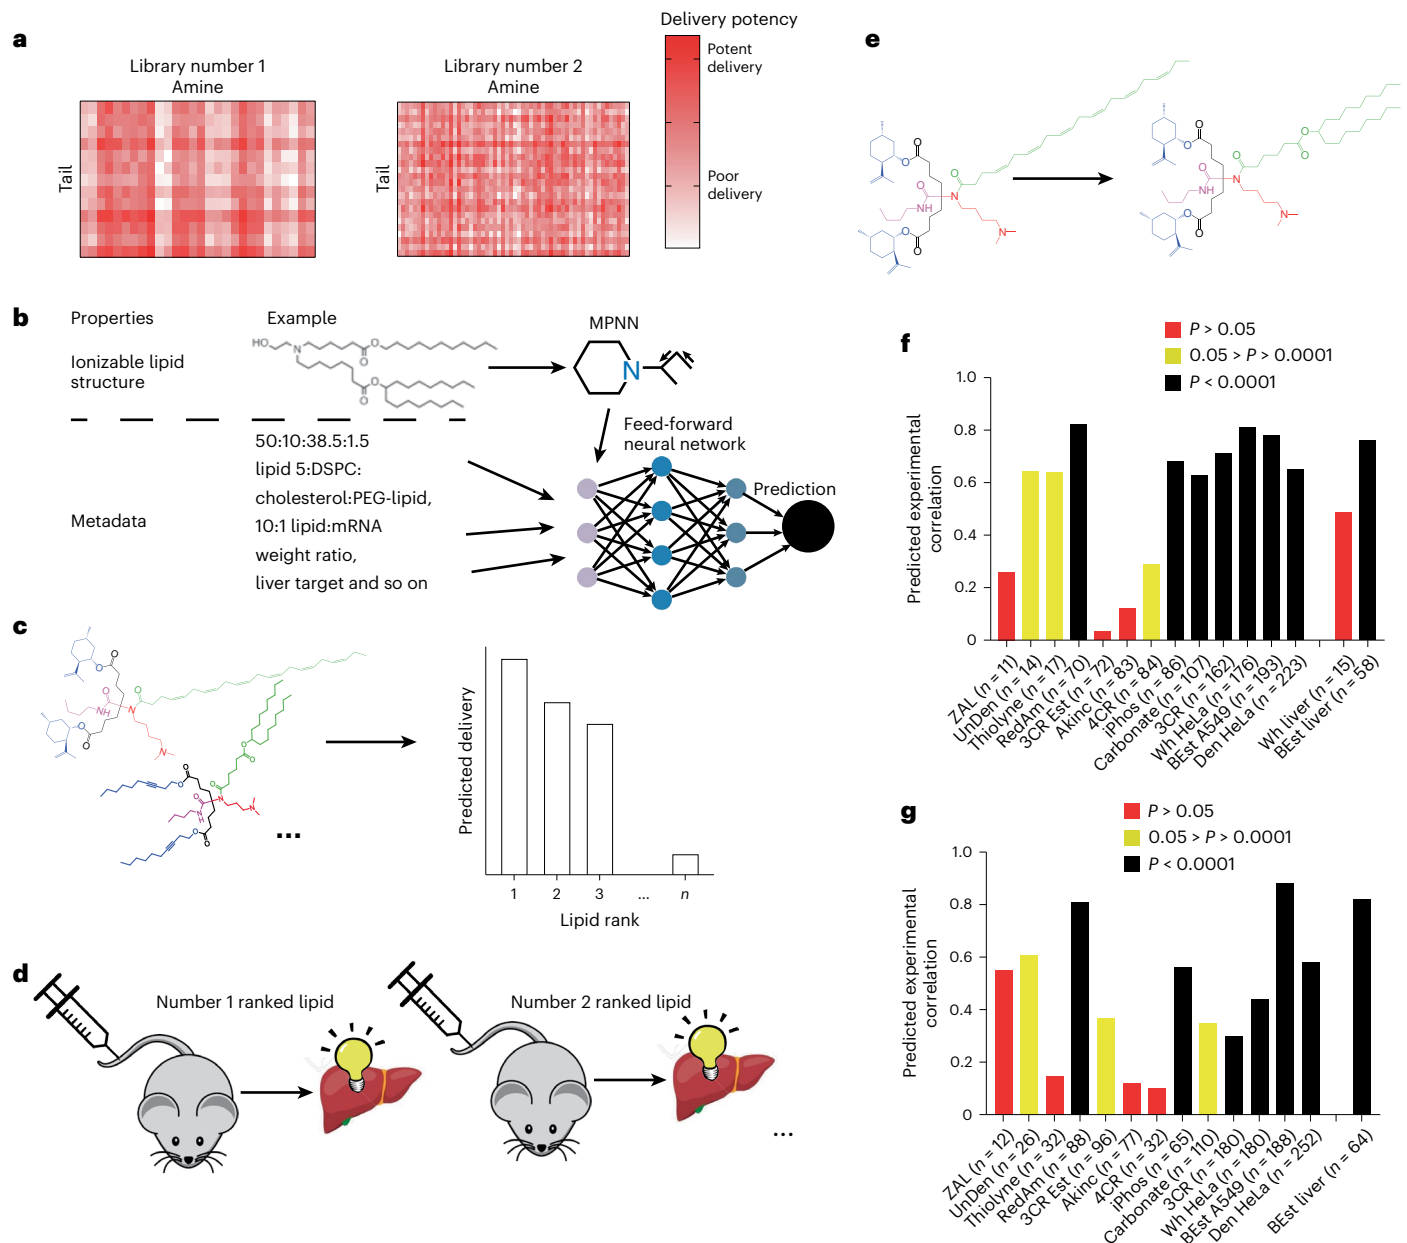 a
Library number 1
Amine
Tail
Library number 2
Amine
Tail
Delivery potency
Potent
delivery
Poor
delivery
b
Properties
Example
Ionizable lipid
structure
HO
N
O
O
O
O
MPNN
N
Feed-forward
neural network
Metadata
50:10:38.5:1.5
lipid 5:DSPC:
cholesterol:PEG-lipid,
10:1 lipid:mRNA
weight ratio,
liver target and so on
Prediction
c
O
O
O
O
NH
N
O
O
N
O
O
O
O
O
O
N
N
O
N
H
O
O
...
Predicted delivery
1
2
3
...
n
Lipid rank
d
Number 1 ranked lipid
Number 2 ranked lipid
...
e
O
O
O
O
NH
N
O
O
N
O
O
O
O
O
O
O
NH
N
O
O
N
f
P > 0.05
0.05 > P > 0.0001
P < 0.0001
Predicted experimental
correlation
1.0
0.8
0.6
0.4
0.2
0
ZAL (n = 11)
UnDen (n = 14)
Thiolyne (n = 17)
RedAm (n = 70)
3CR Est (n = 72)
Akinc (n = 83)
4CR (n = 84)
iPhos (n = 86)
Carbonate (n = 107)
3CR (n = 162)
Wh HeLa (n = 176)
BEst A549 (n = 193)
Den HeLa (n = 223)
Wh liver (n = 15)
BEst liver (n = 58)
g
P > 0.05
0.05 > P > 0.0001
P < 0.0001
Predicted experimental
correlation
1.0
0.8
0.6
0.4
0.2
0
ZAL (n = 12)
UnDen (n = 26)
Thiolyne (n = 32)
RedAm (n = 88)
3CR Est (n = 96)
Akinc (n = 77)
4CR (n = 32)
iPhos (n = 65)
Carbonate (n = 110)
3CR (n = 180)
Wh HeLa (n = 180)
BEst A549 (n = 188)
Den HeLa (n = 252)
BEst liver (n = 64)